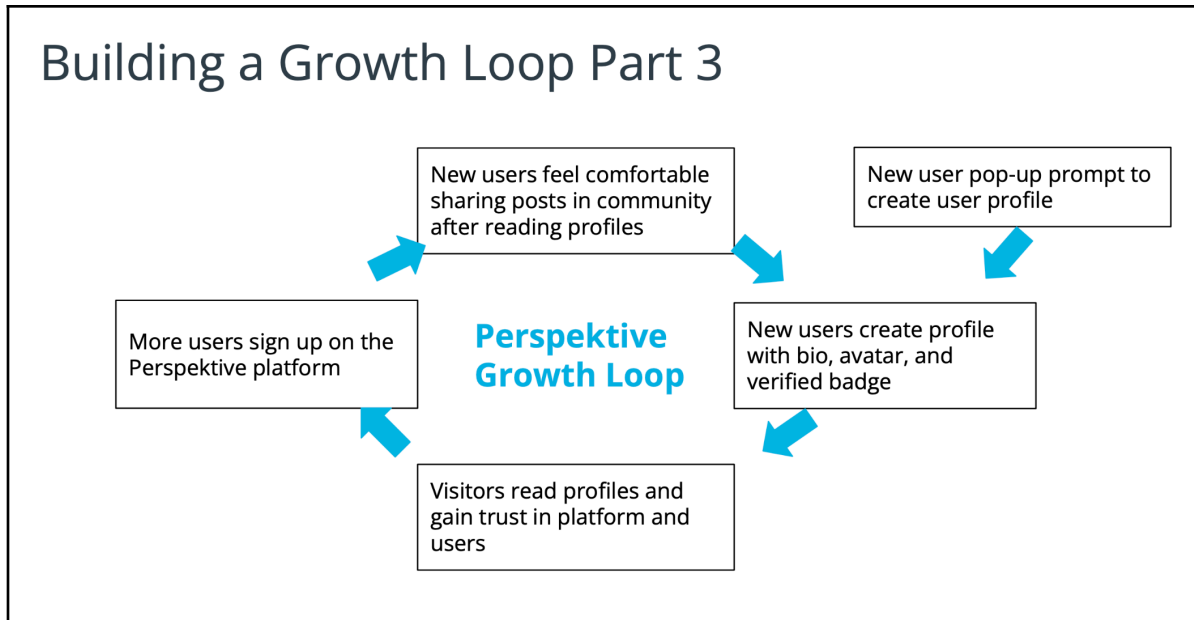 Building a Growth Loop Part 3
New users feel comfortable
sharing posts in community
after reading profiles
New user pop-up prompt to
create user profile
More users sign up on the
Perspektive platform
Perspektive
Growth Loop
New users create profile
with bio, avatar, and
verified badge
Visitors read profiles and
gain trust in platform and
users